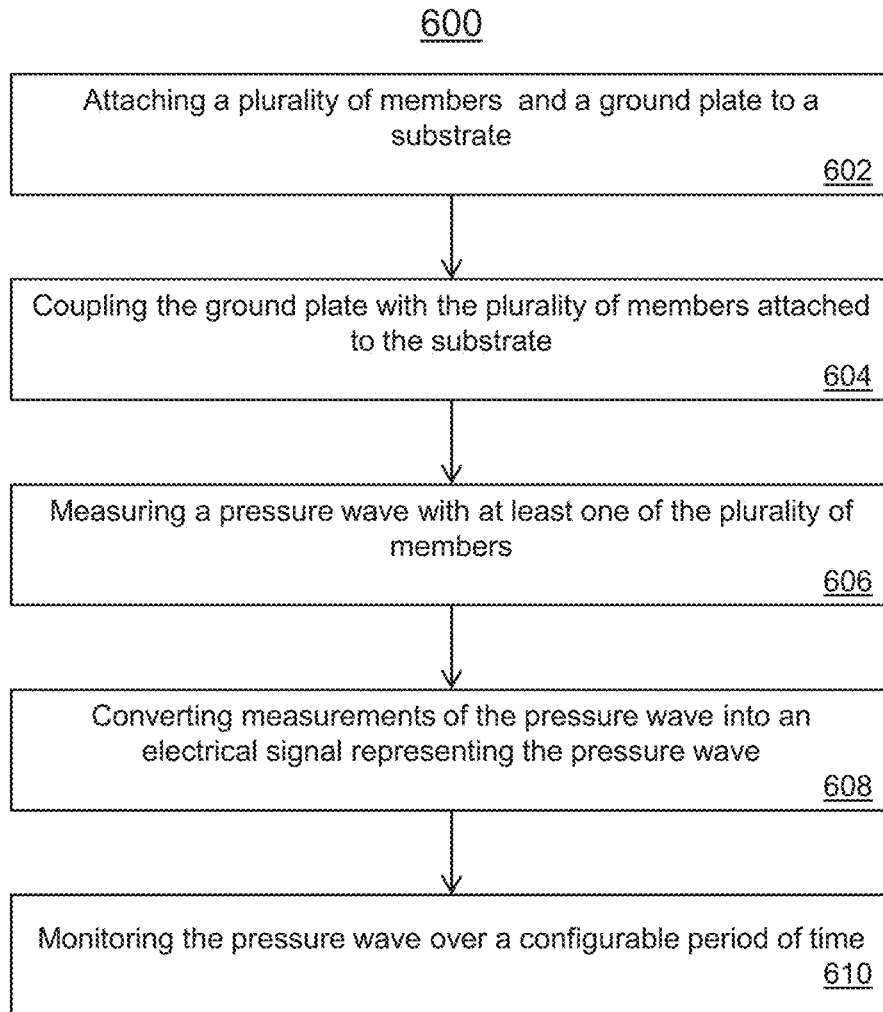 600
Attaching a plurality of members and a ground plate to a
substrate
602
Coupling the ground plate with the plurality of members attached
to the substrate
604
Measuring a pressure wave with at least one of the plurality of
members
606
Converting measurements of the pressure wave into an
electrical signal representing the pressure wave
608
Monitoring the pressure wave over a configurable period of time
610